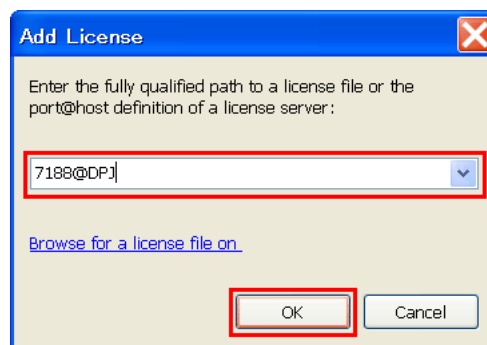 Add License
Enter the fully qualified path to a license file or the
port@host definition of a license server:
7188@DPJ
Browse for a license file on
OK
Cancel